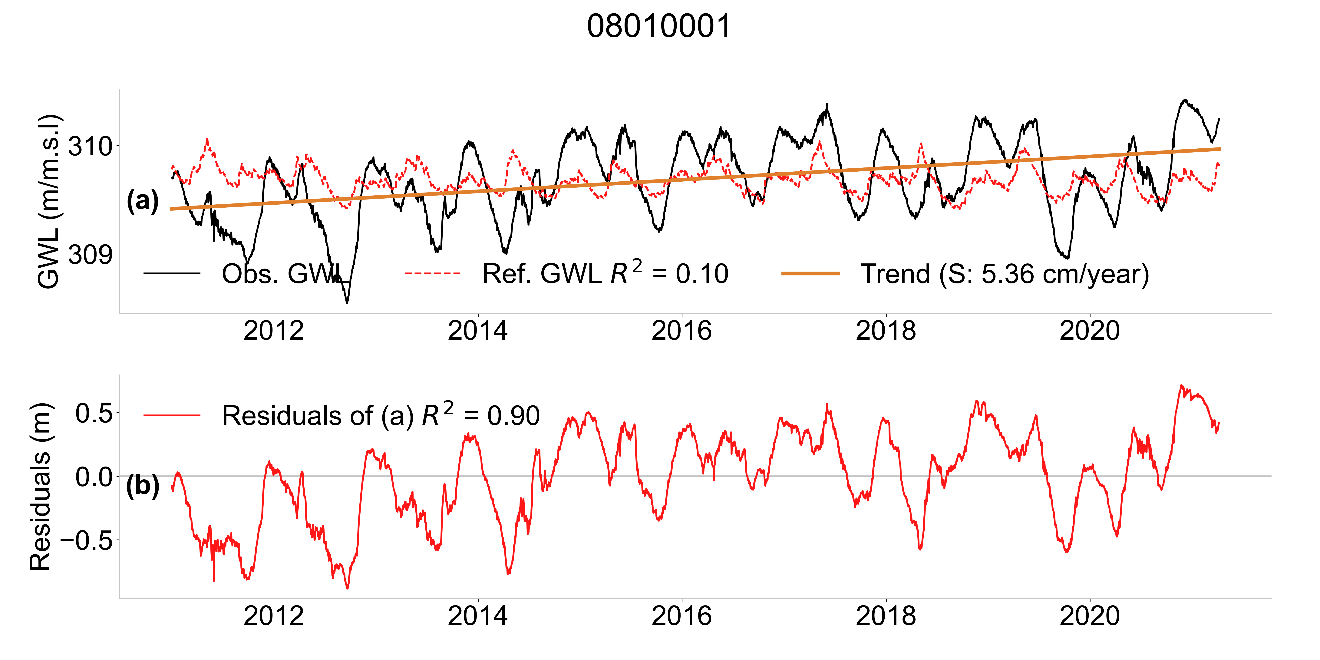 08010001
GWL (m/m.s.l)
310
309
(a)
Obs. GWL
Ref. GWL R² = 0.10
Trend (S: 5.36 cm/year)
2012
2014
2016
2018
2020
Residuals (m)
0.5
0.0
−0.5
(b)
Residuals of (a) R² = 0.90
2012
2014
2016
2018
2020